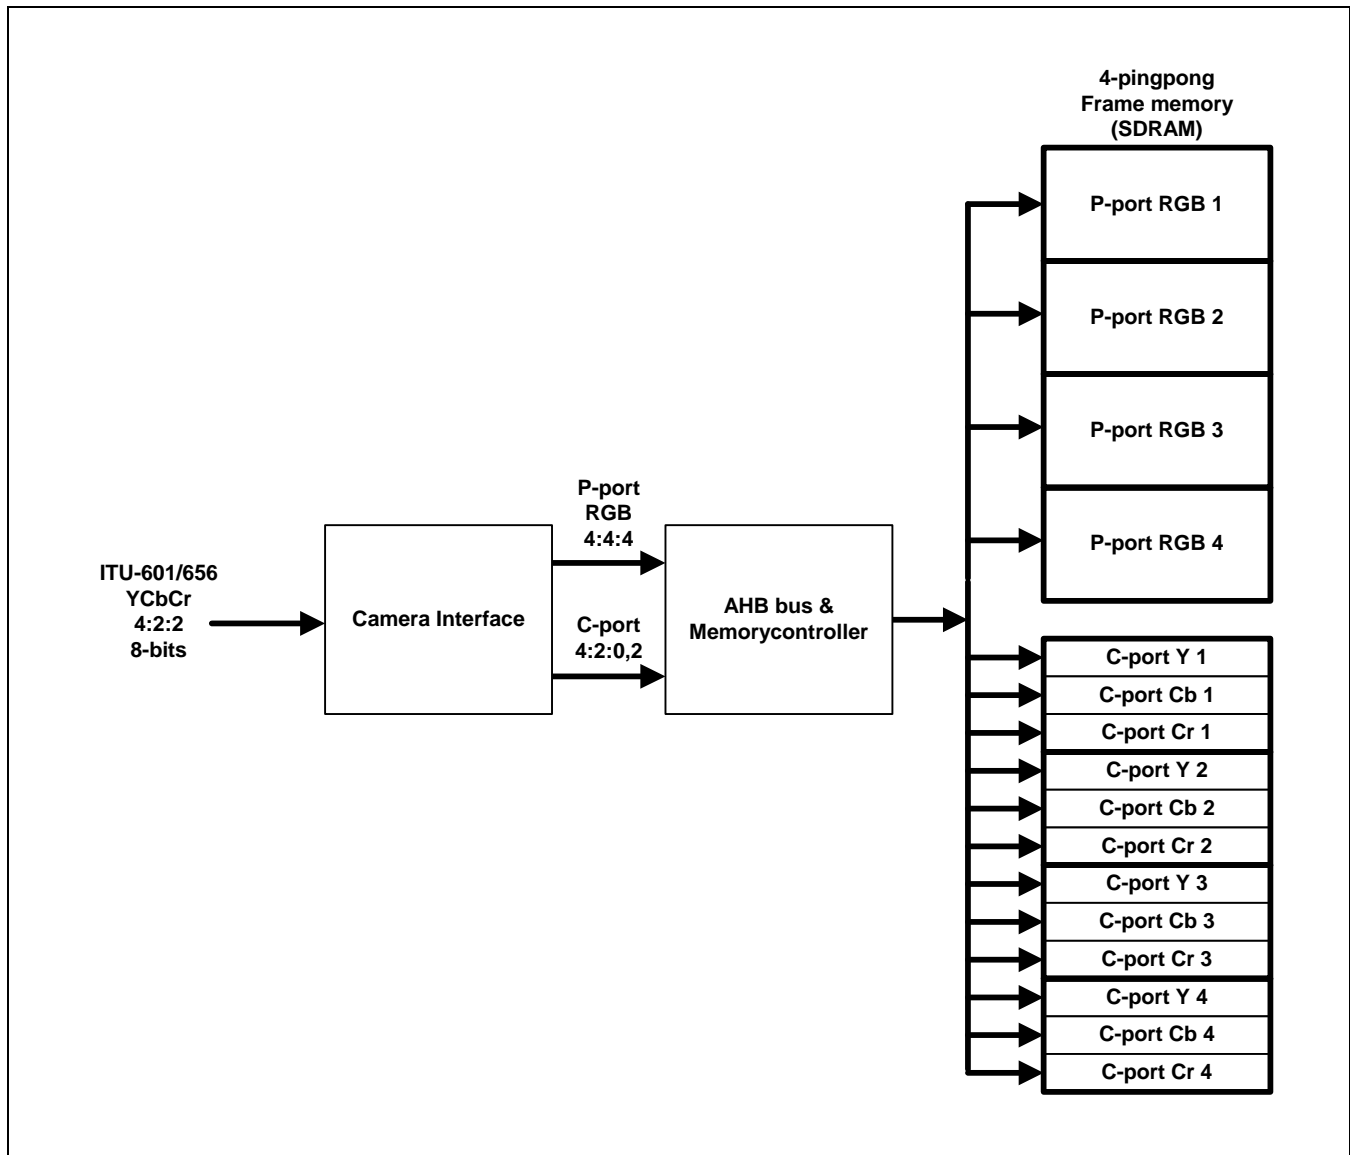 4-pingpong
Frame memory
(SDRAM)
P-port RGB 1
P-port RGB 2
P-port RGB 3
P-port RGB 4
P-port
RGB
4:4:4
ITU-601/656
YCbCr
4:2:2
8-bits
Camera Interface
C-port
4:2:0,2
AHB bus &
Memorycontroller
C-port Y 1
C-port Cb 1
C-port Cr 1
C-port Y 2
C-port Cb 2
C-port Cr 2
C-port Y 3
C-port Cb 3
C-port Cr 3
C-port Y 4
C-port Cb 4
C-port Cr 4